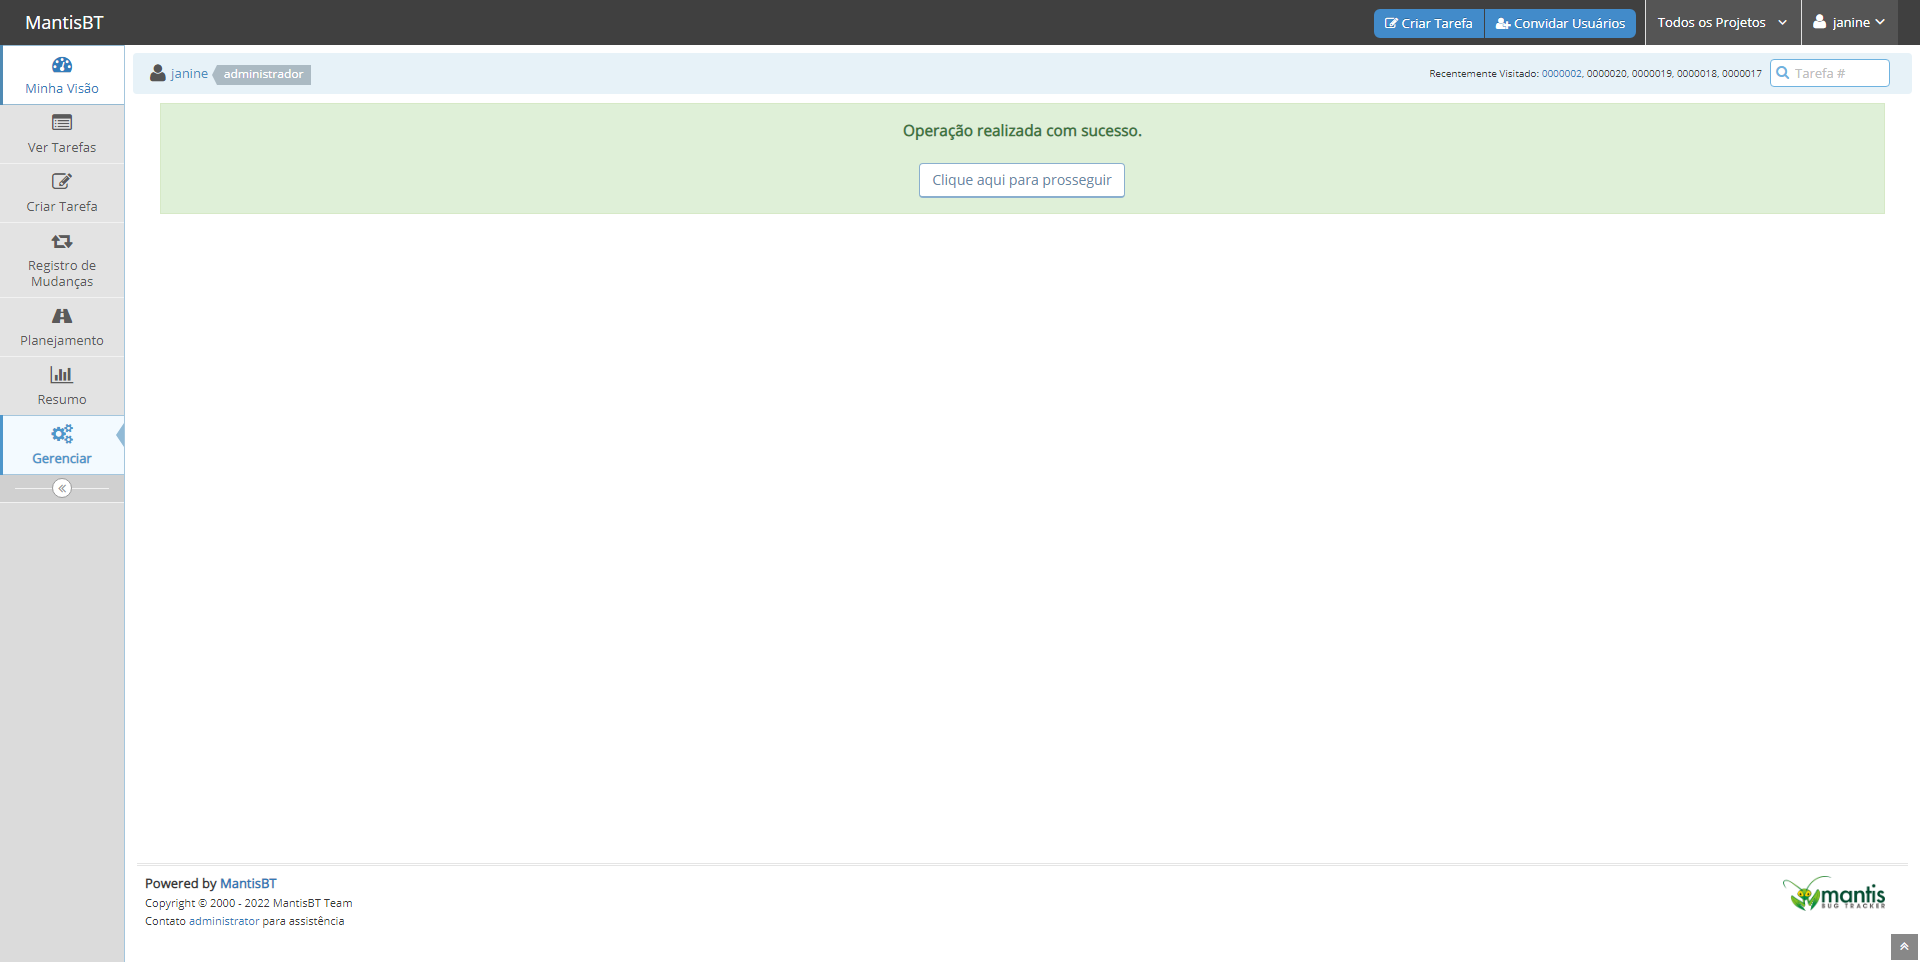 MantisBT
Criar Tarefa
Convidar Usuários
Todos os Projetos
janine
Minha Visão
Ver Tarefas
Criar Tarefa
Registro de
Mudanças
Planejamento
Resumo
Gerenciar
janine administrador
Recentemente Visitado: 0000002, 0000020, 0000019, 0000018, 0000017
Tarefa #
Operação realizada com sucesso.
Clique aqui para prosseguir
Powered by MantisBT
Copyright © 2000 - 2022 MantisBT Team
Contato administrator para assistência
mantis
BUG TRACKER